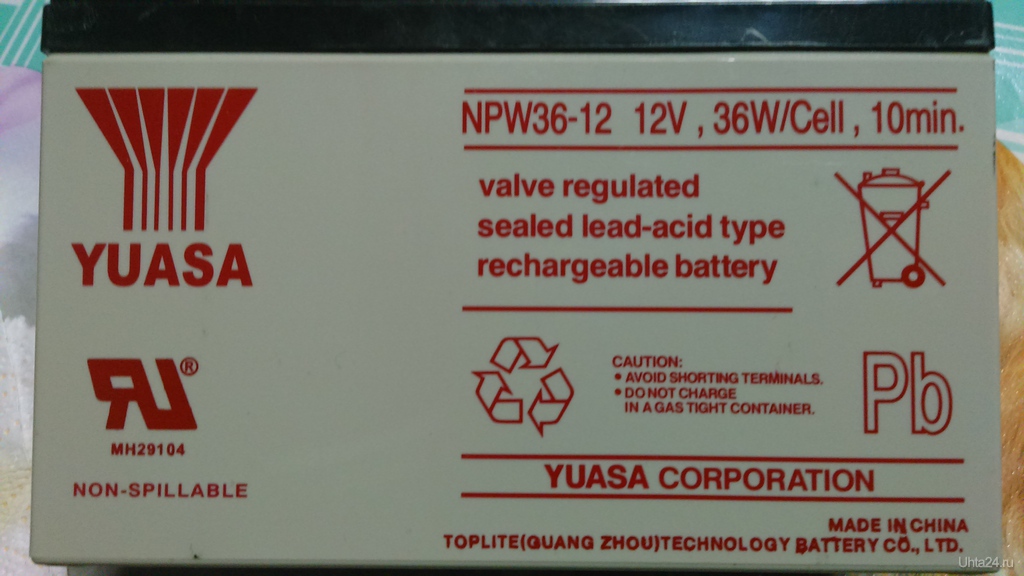 YUASA
NPW36-12 12V , 36W/Cell , 10min.
valve regulated
sealed lead-acid type
rechargeable battery
RU®
MH29104
NON-SPILLABLE
CAUTION:
• AVOID SHORTING TERMINALS.
• DO NOT CHARGE
IN A GAS TIGHT CONTAINER.
Pb
YUASA CORPORATION
MADE IN CHINA
TOPLITE(GUANG ZHOU)TECHNOLOGY BATTERY CO., LTD.
Uhta24.ru